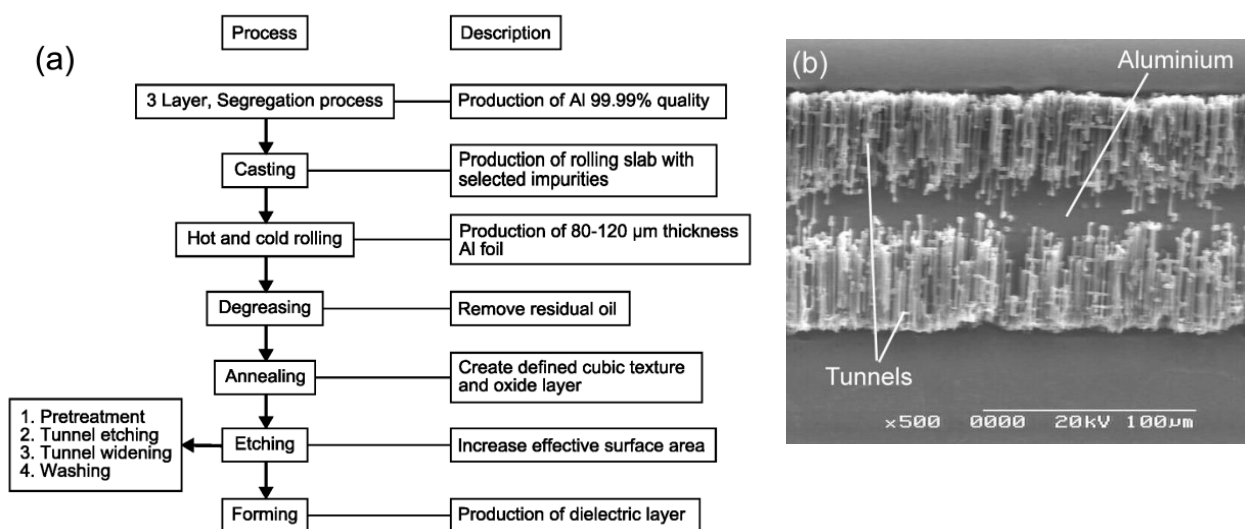 (a)
Process
Description
3 Layer, Segregation process
Production of Al 99.99% quality
Casting
Production of rolling slab with
selected impurities
Hot and cold rolling
Production of 80-120 µm thickness
Al foil
Degreasing
Remove residual oil
Annealing
Create defined cubic texture
and oxide layer
1. Pretreatment
2. Tunnel etching
3. Tunnel widening
4. Washing
Etching
Increase effective surface area
Forming
Production of dielectric layer
(b)
Aluminium
Tunnels
x500 0000 20kV 100µm